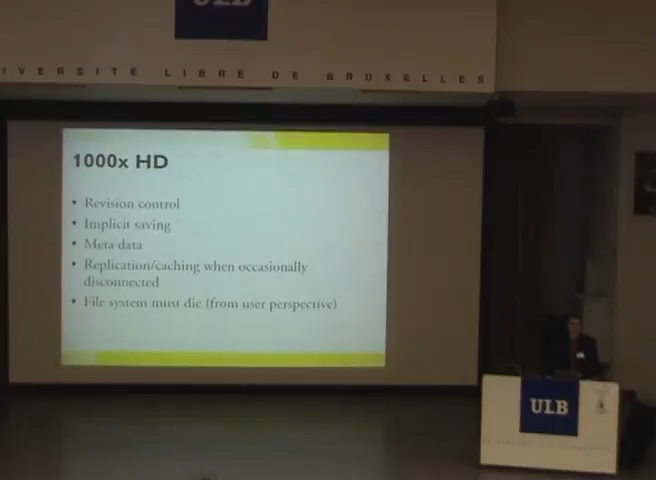 ULB
IVERSITE LIBRE DE BRUXELLES
1000x HD
• Revision control
• Implicit saving
• Meta data
• Replication/caching when occasionally
disconnected
• File system must die (from user perspective)
ULB